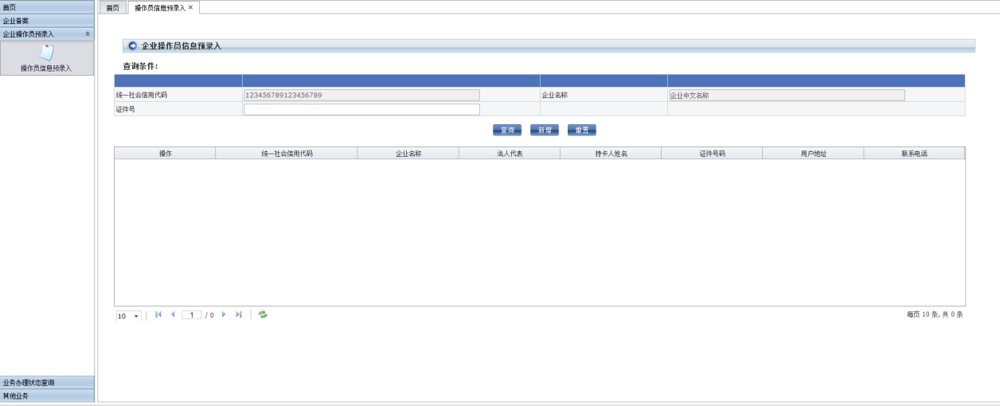 首页
企业备案
企业操作员预录入
操作员信息预录入
业务办理状态查询
其他业务
首页 操作员信息预录入 ×
企业操作员信息预录入
查询条件:
统一社会信用代码 123456789123456789 企业名称 企业中文名称
证件号
查询 新增 重置
操作 统一社会信用代码 企业名称 法人代表 持卡人姓名 证件号码 用户地址 联系电话
10 1 / 0 每页 10 条, 共 0 条